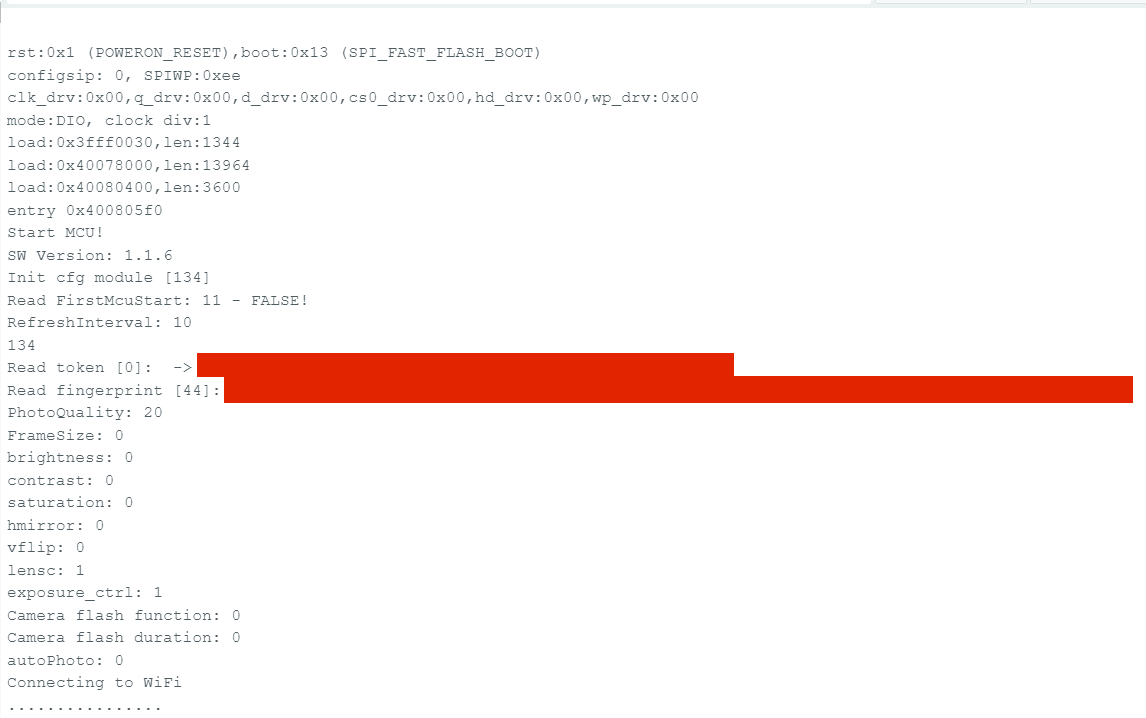 rst:0x1 (POWERON_RESET),boot:0x13 (SPI_FAST_FLASH_BOOT)
configsip: 0, SPIWP:0xee
clk_drv:0x00,q_drv:0x00,d_drv:0x00,cs0_drv:0x00,hd_drv:0x00,wp_drv:0x00
mode:DIO, clock div:1
load:0x3fff0030,len:1344
load:0x40078000,len:13964
load:0x40080400,len:3600
entry 0x400805f0
Start MCU!
SW Version: 1.1.6
Init cfg module [134]
Read FirstMcuStart: 11 - FALSE!
RefreshInterval: 10
134
Read token [0]:  ->
Read fingerprint [44]:
PhotoQuality: 20
FrameSize: 0
brightness: 0
contrast: 0
saturation: 0
hmirror: 0
vflip: 0
lensc: 1
exposure_ctrl: 1
Camera flash function: 0
Camera flash duration: 0
autoPhoto: 0
Connecting to WiFi
................